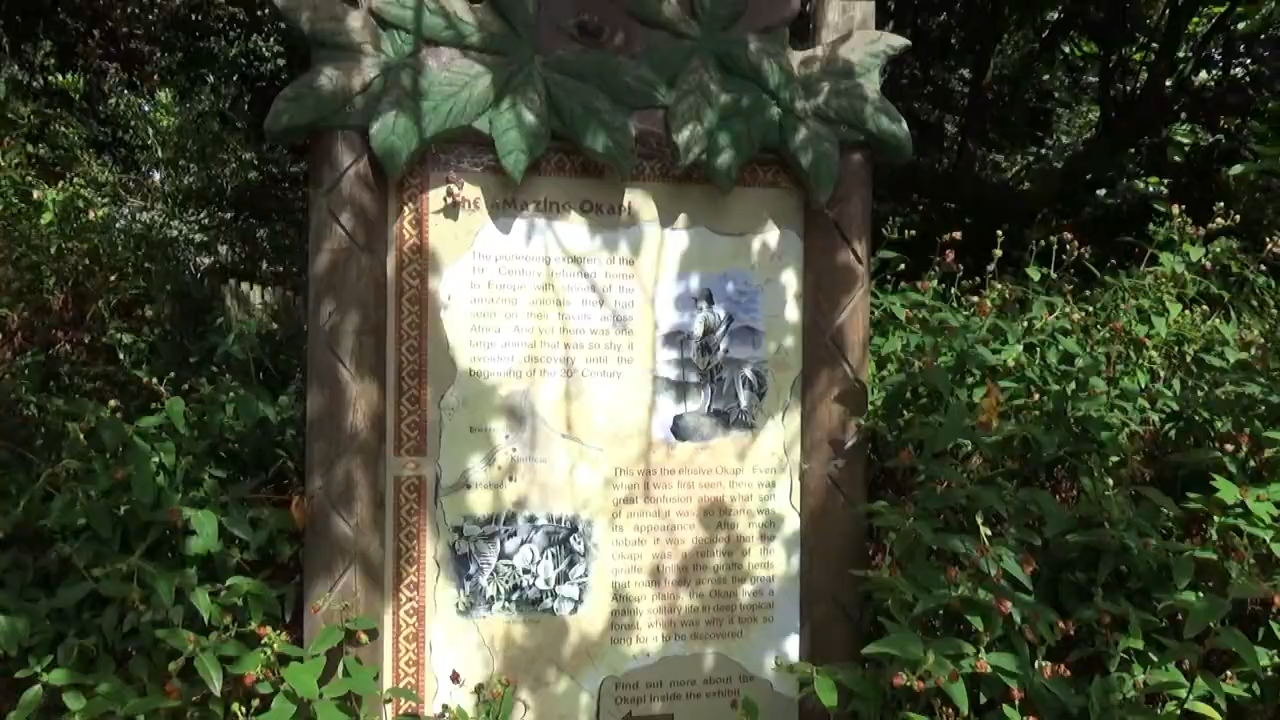 The aMazing Okapi
The pioneering explorers of the
19th Century returned home
to Europe with stories of the
amazing animals they had
seen on their travels across
Africa. And yet there was one
large animal that was so shy, it
avoided discovery until the
beginning of the 20th Century.
Kinshasa
Matadi
This was the elusive Okapi. Even
when it was first seen, there was
great confusion about what sort
of animal it was, so bizarre was
its appearance. After much
debate it was decided that the
Okapi was a relative of the
giraffe. Unlike the giraffe herds
that roam freely across the great
African plains, the Okapi lives a
mainly solitary life in deep tropical
forest, which was why it took so
long for it to be discovered.
Find out more about the
Okapi inside the exhibit